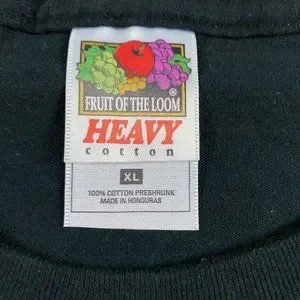 FRUIT OF THE LOOM ®
HEAVY
cotton
XL
100% COTTON PRESHRUNK
MADE IN HONDURAS